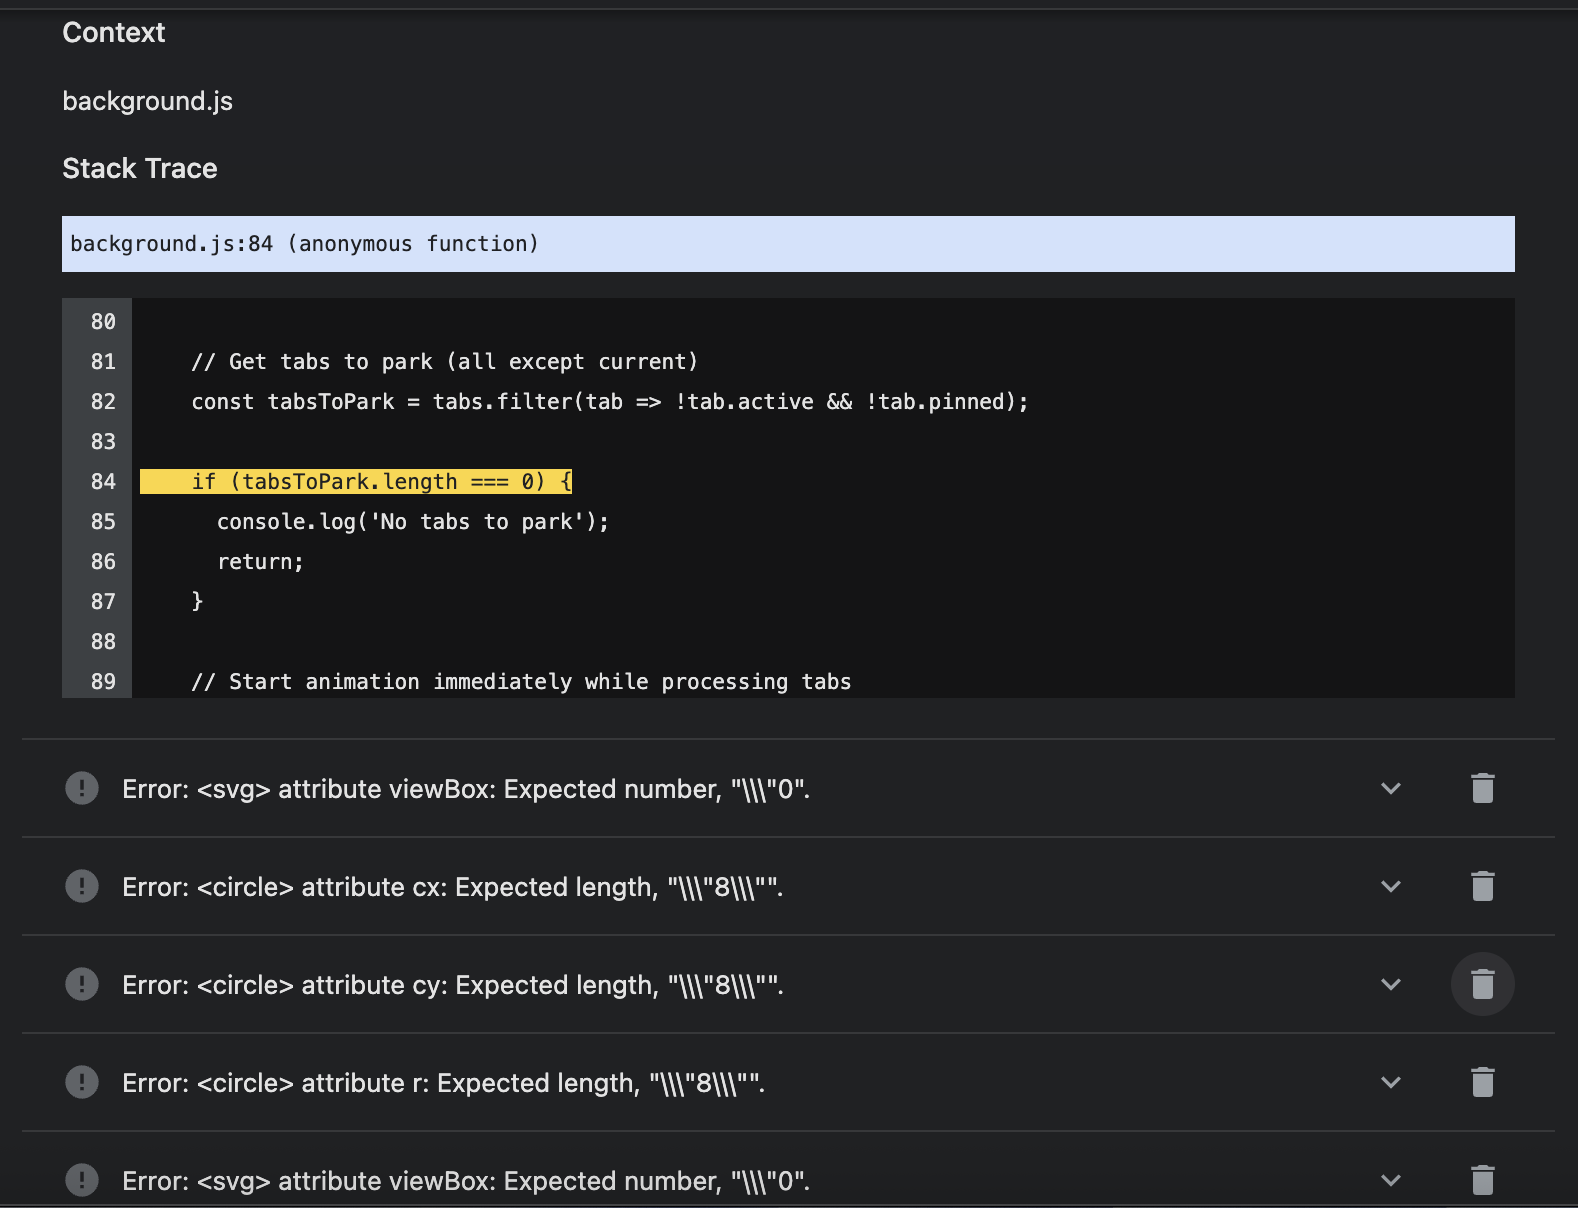 Context
background.js
Stack Trace
background.js:84 (anonymous function)
80
81     // Get tabs to park (all except current)
82     const tabsToPark = tabs.filter(tab => !tab.active && !tab.pinned);
83
84     if (tabsToPark.length === 0) {
85       console.log('No tabs to park');
86       return;
87     }
88
89     // Start animation immediately while processing tabs
Error: <svg> attribute viewBox: Expected number, "\\\"0".
Error: <circle> attribute cx: Expected length, "\\\"8\\\"".
Error: <circle> attribute cy: Expected length, "\\\"8\\\"".
Error: <circle> attribute r: Expected length, "\\\"8\\\"".
Error: <svg> attribute viewBox: Expected number, "\\\"0".